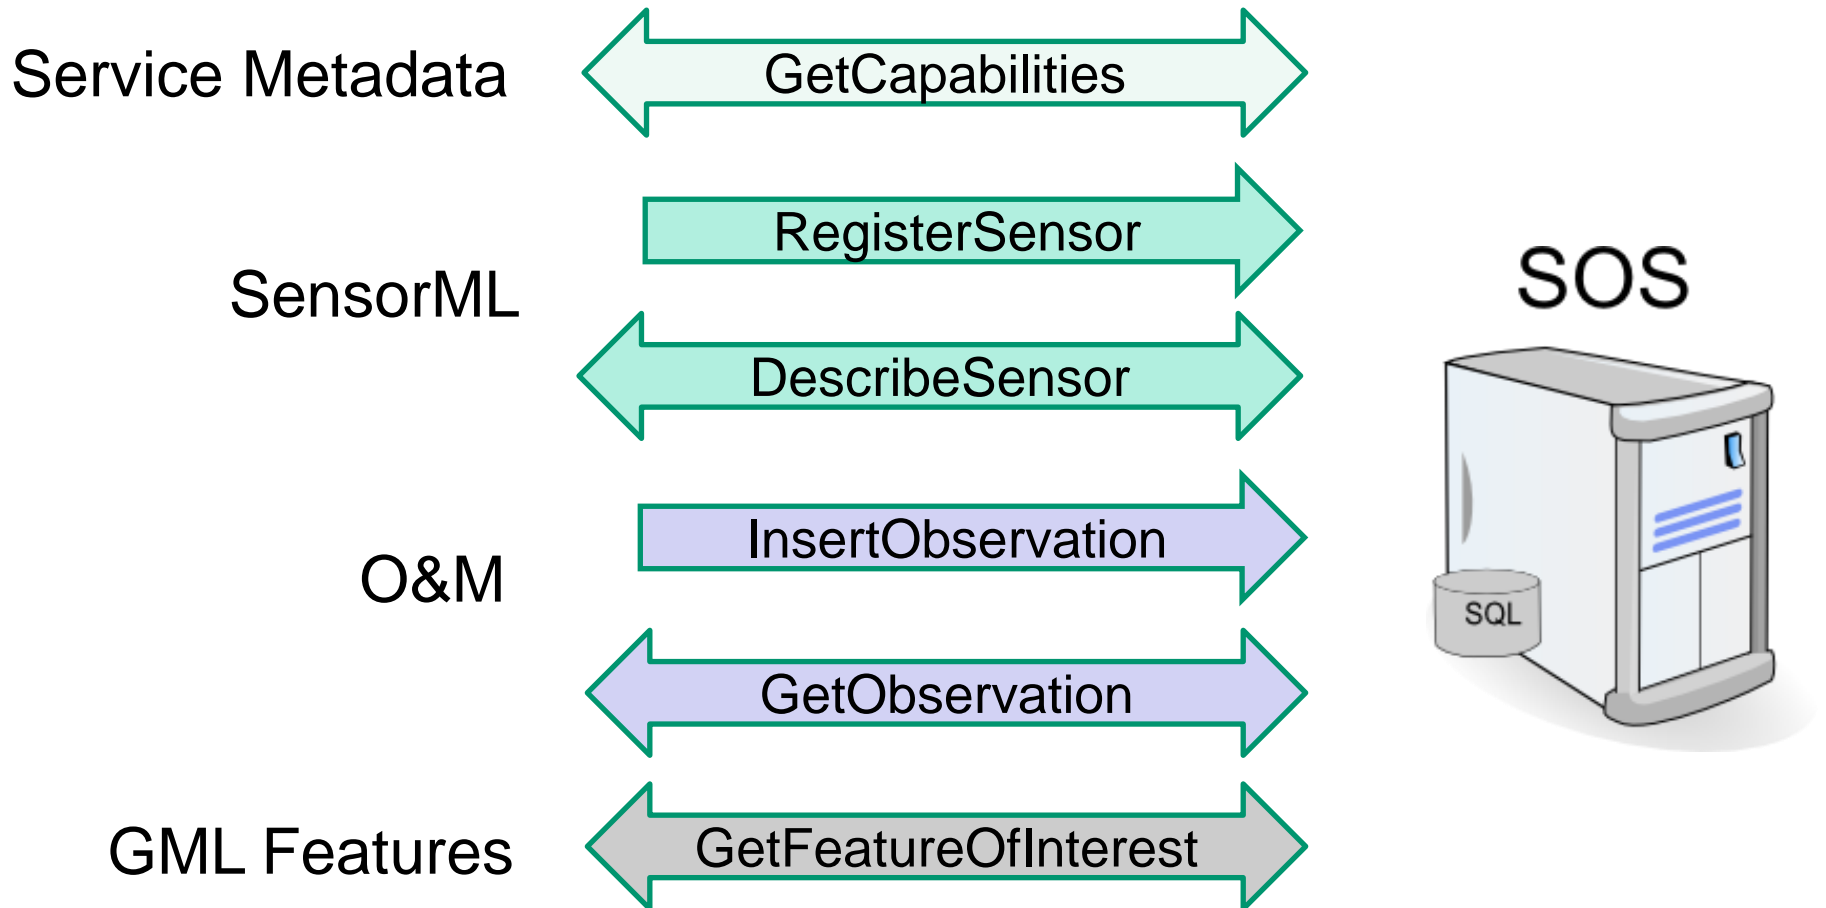 Service Metadata
GetCapabilities
RegisterSensor
SensorML
DescribeSensor
SOS
InsertObservation
O&M
SQL
GetObservation
GML Features
GetFeatureOfInterest